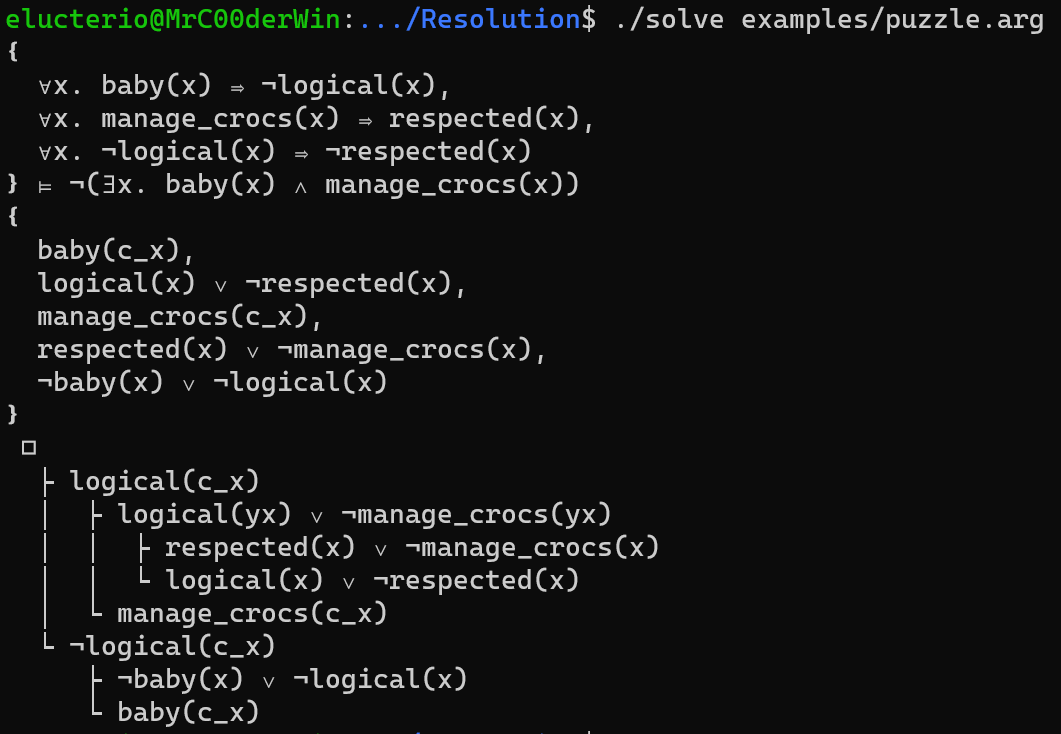 elucterio@MrC00derWin:.../Resolution$ ./solve examples/puzzle.arg
{
  ∀x. baby(x) ⇒ ¬logical(x),
  ∀x. manage_crocs(x) ⇒ respected(x),
  ∀x. ¬logical(x) ⇒ ¬respected(x)
} ⊨ ¬(∃x. baby(x) ∧ manage_crocs(x))
{
  baby(c_x),
  logical(x) ∨ ¬respected(x),
  manage_crocs(c_x),
  respected(x) ∨ ¬manage_crocs(x),
  ¬baby(x) ∨ ¬logical(x)
}
 □
  ├ logical(c_x)
  │  ├ logical(yx) ∨ ¬manage_crocs(yx)
  │  │  ├ respected(x) ∨ ¬manage_crocs(x)
  │  │  └ logical(x) ∨ ¬respected(x)
  │  └ manage_crocs(c_x)
  └ ¬logical(c_x)
     ├ ¬baby(x) ∨ ¬logical(x)
     └ baby(c_x)